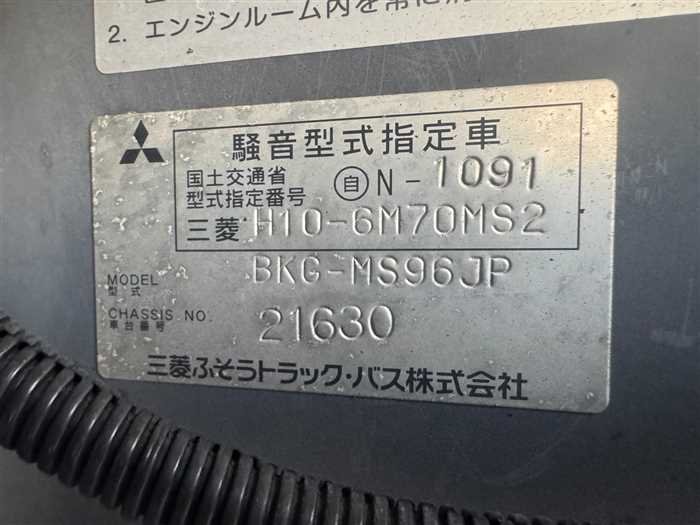 2. エンジンルーム内を常に
騒音型式指定車
国土交通省
型式指定番号
自 N-1091
三菱 H10-6M70MS2
MODEL BKG-MS96JP
型式
CHASSIS NO. 21630
車台番号
三菱ふそうトラック・バス株式会社